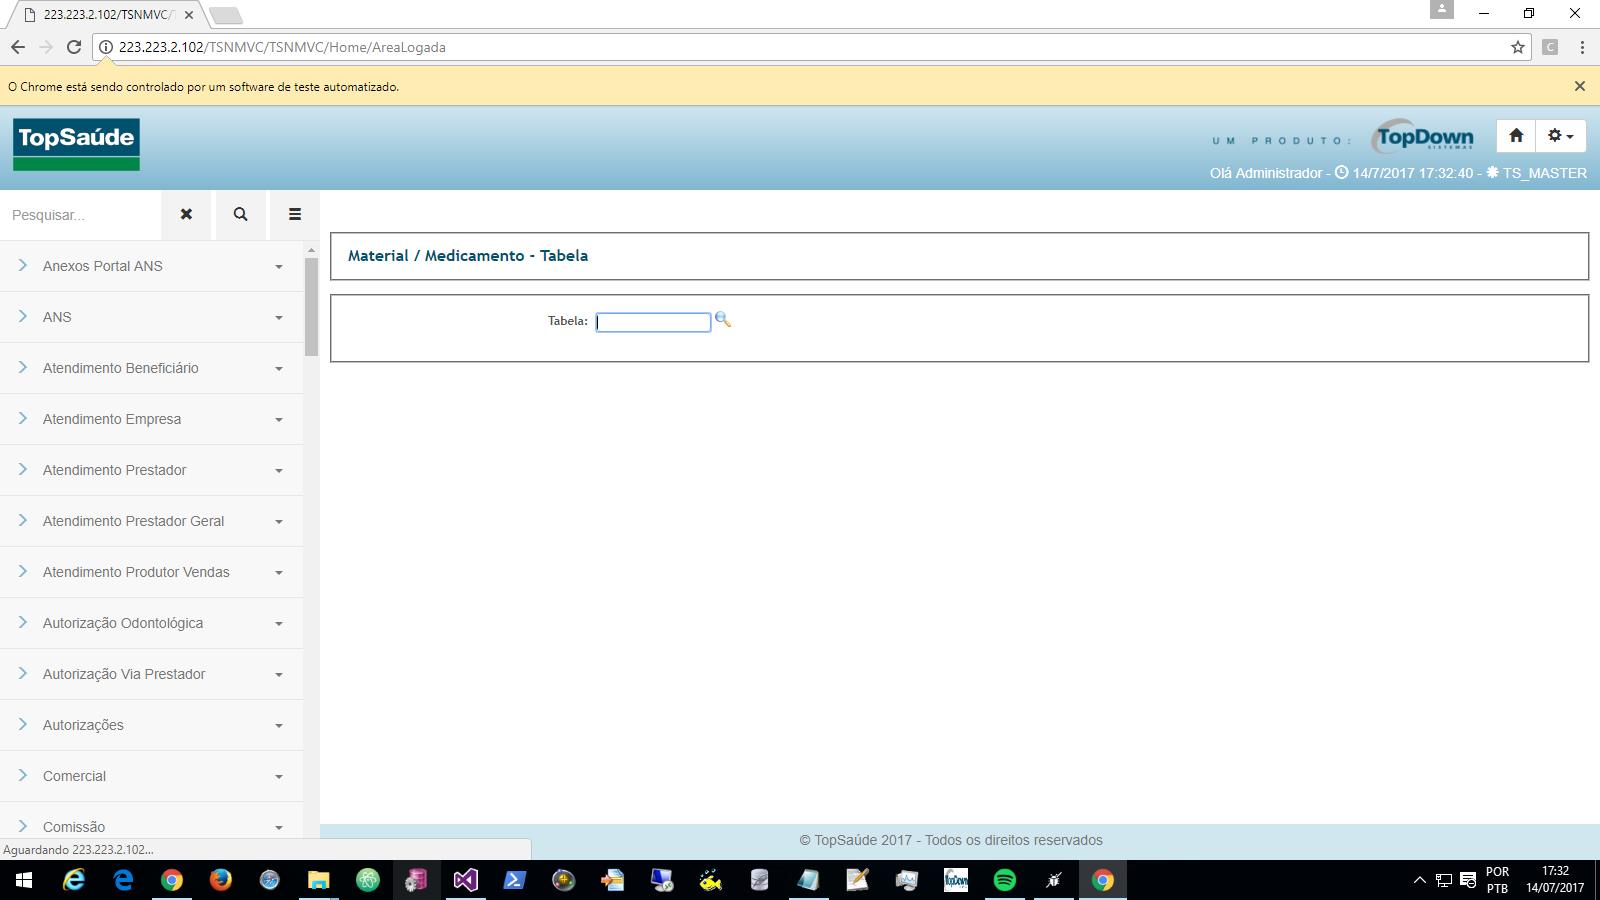 223.223.2.102/TSNMVC/T
223.223.2.102/TSNMVC/TSNMVC/Home/AreaLogada
C
O Chrome está sendo controlado por um software de teste automatizado.
TopSaúde
UM PRODUTO:
TopDown
SISTEMAS
Olá Administrador - 14/7/2017 17:32:40 - TS_MASTER
Pesquisar...
Material / Medicamento - Tabela
Tabela:
Anexos Portal ANS
ANS
Atendimento Beneficiário
Atendimento Empresa
Atendimento Prestador
Atendimento Prestador Geral
Atendimento Produtor Vendas
Autorização Odontológica
Autorização Via Prestador
Autorizações
Comercial
Comissão
© TopSaúde 2017 - Todos os direitos reservados
Aguardando 223.223.2.102...
TopDown
POR
PTB
17:32
14/07/2017